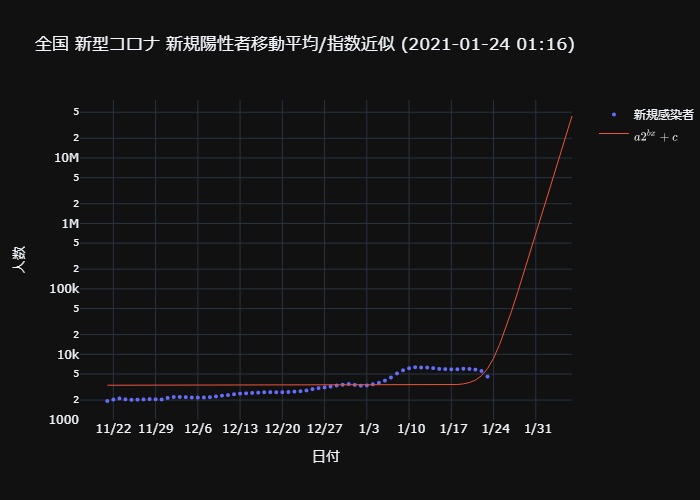 全国 新型コロナ 新規陽性者移動平均/指数近似 (2021-01-24 01:16)
新規感染者
a2^{bx} + c
人数
5
2
10M
5
2
1M
5
2
100k
5
2
10k
5
2
1000
11/22 11/29 12/6 12/13 12/20 12/27 1/3 1/10 1/17 1/24 1/31
日付